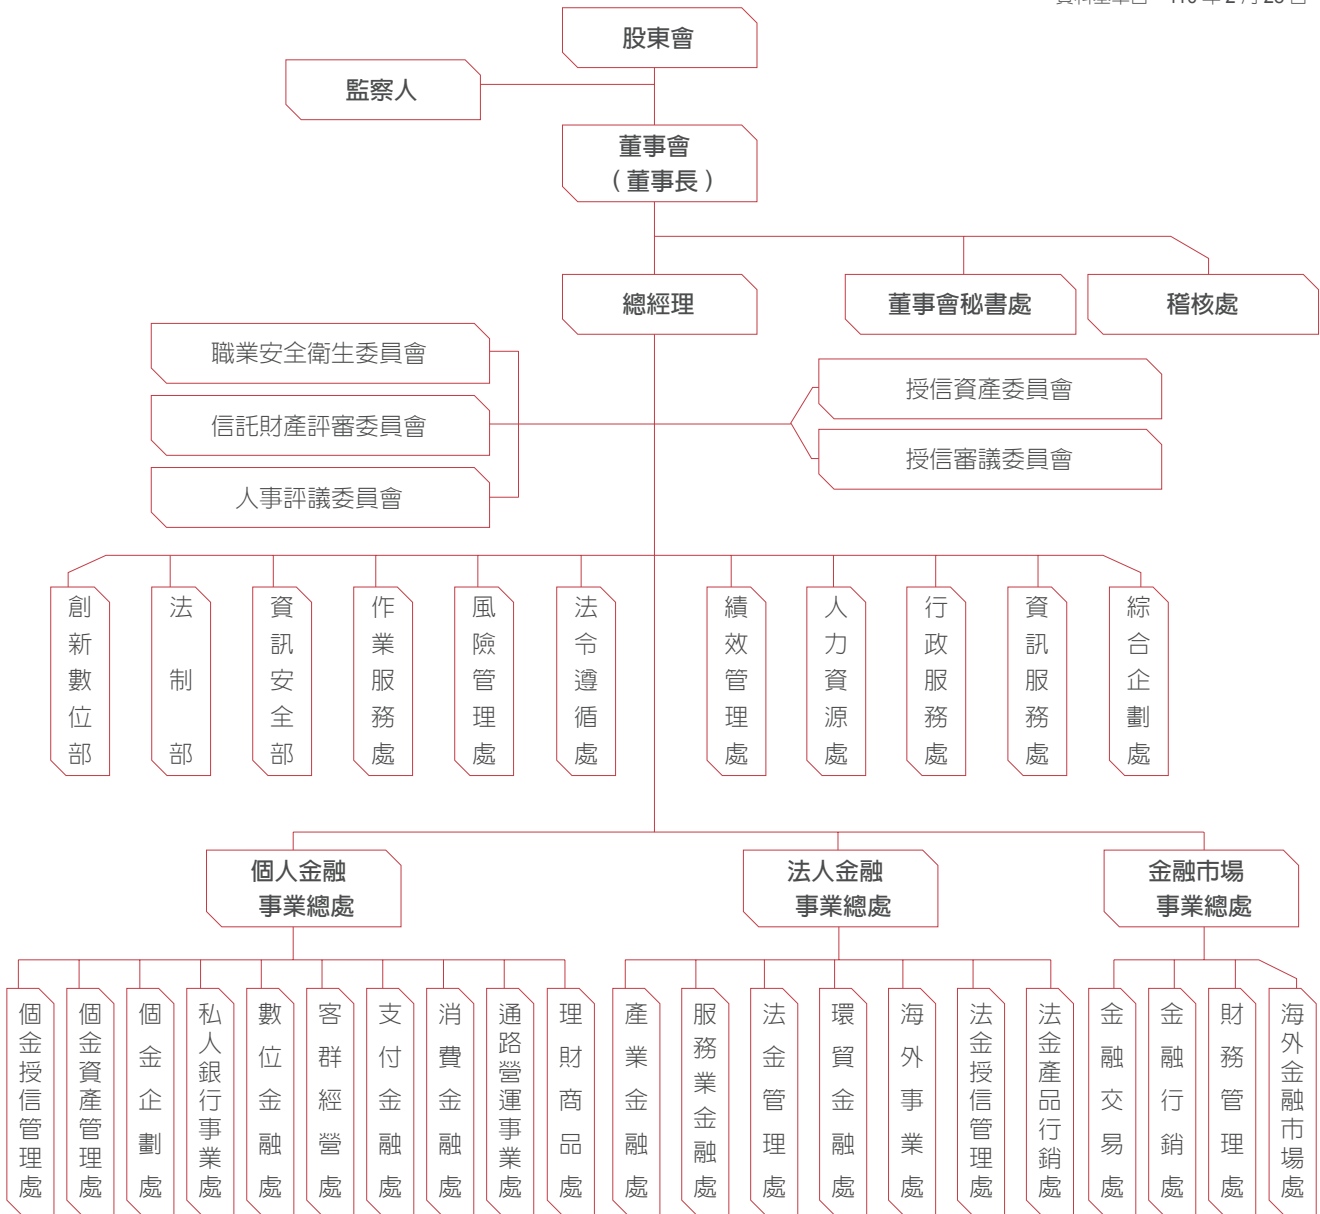 資料基準日 110 年 2 月 28 日
股東會
監察人
董事會
（董事長）
總經理
董事會秘書處
稽核處
職業安全衛生委員會
信託財產評審委員會
人事評議委員會
授信資產委員會
授信審議委員會
創新數位部
法制部
資訊安全部
作業服務處
風險管理處
法令遵循處
績效管理處
人力資源處
行政服務處
資訊服務處
綜合企劃處
個人金融
事業總處
法人金融
事業總處
金融市場
事業總處
個金授信管理處
個金資產管理處
個金企劃處
私人銀行事業處
數位金融處
客群經營處
支付金融處
消費金融處
通路營運事業處
理財商品處
產業金融處
服務業金融處
法金管理處
環貿金融處
海外事業處
法金授信管理處
法金產品行銷處
金融交易處
金融行銷處
財務管理處
海外金融市場處